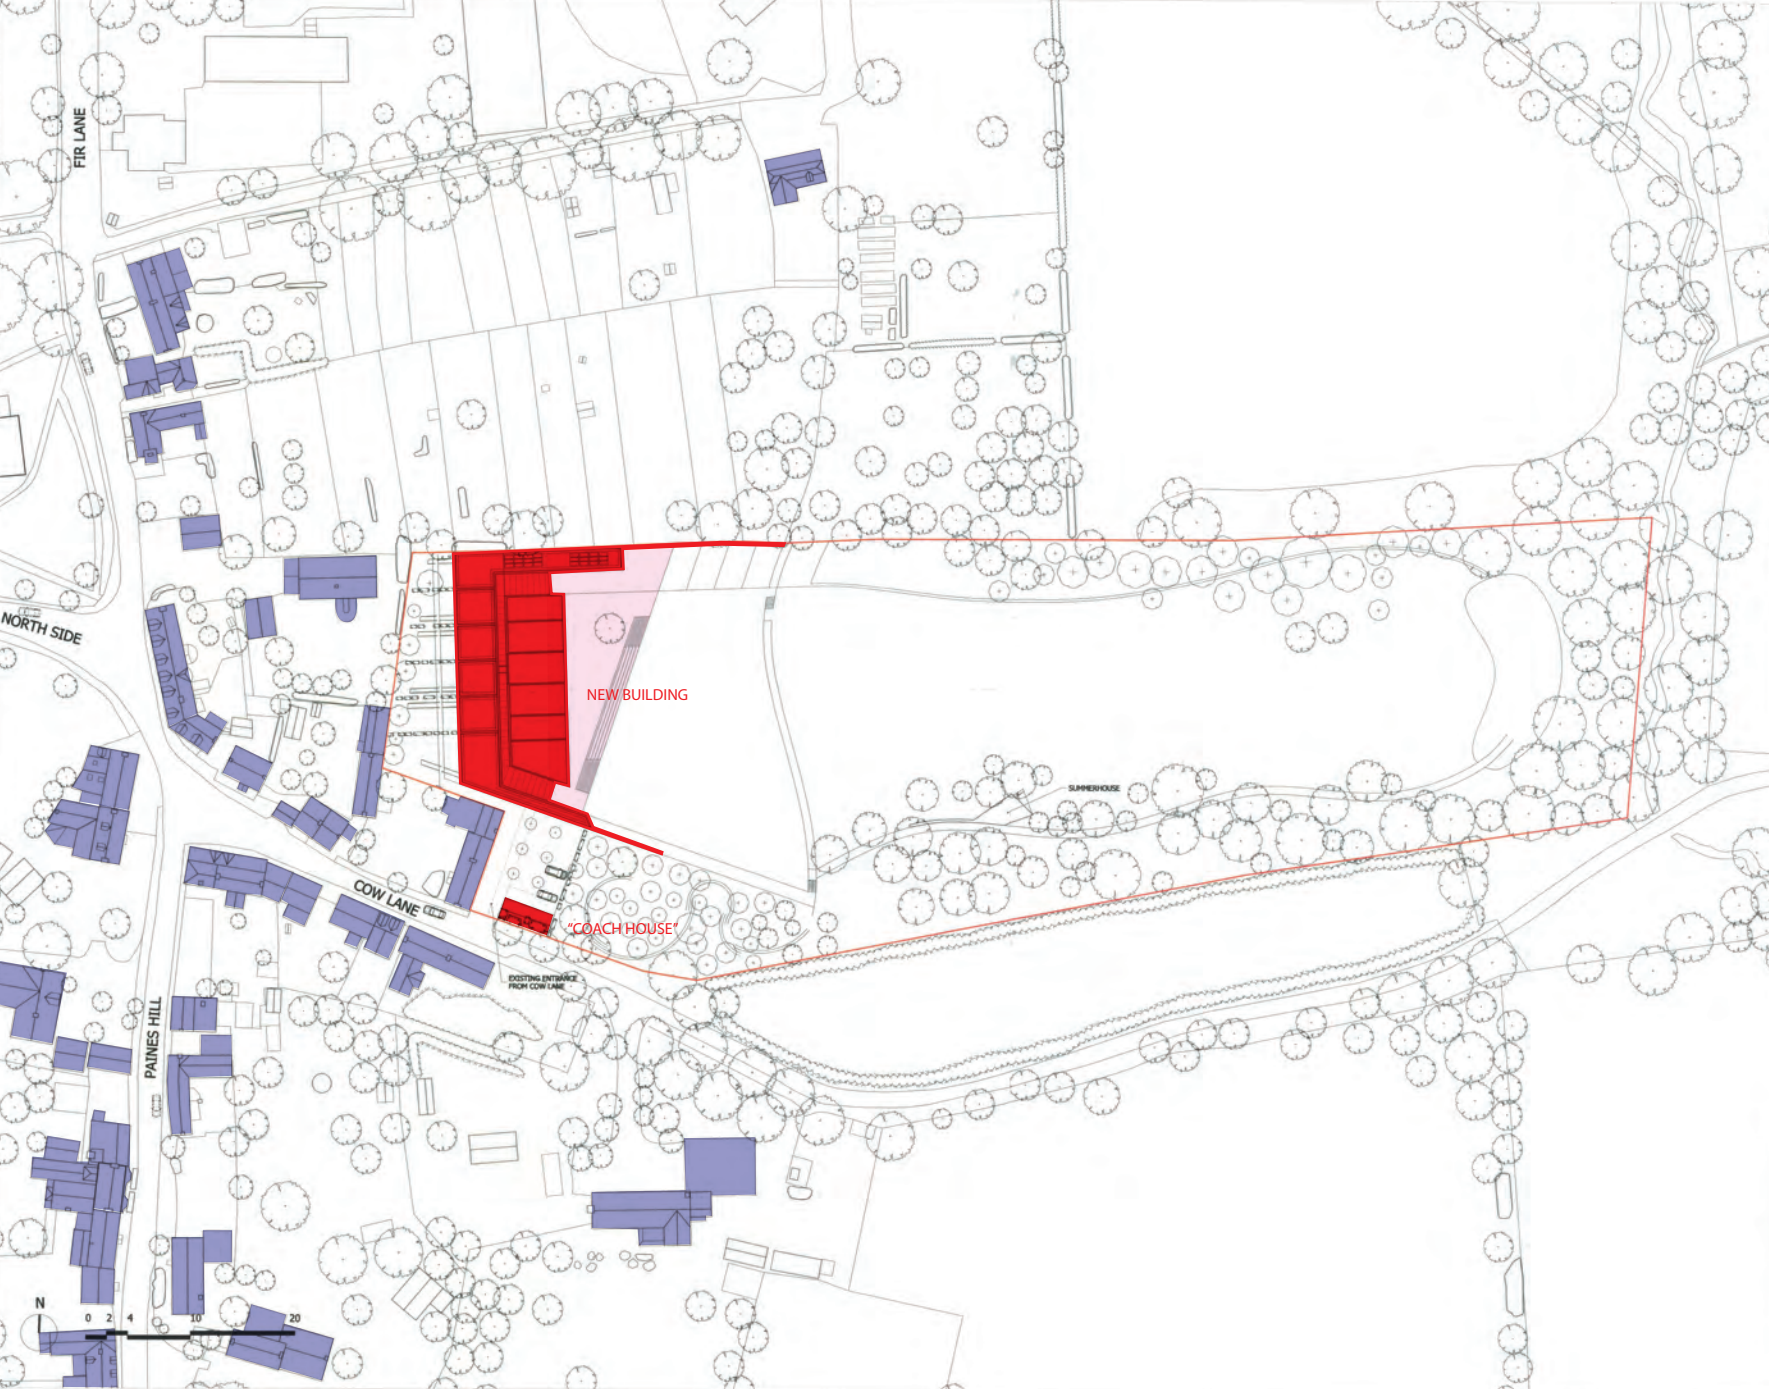 FIR LANE
NORTH SIDE
NEW BUILDING
SUMMERHOUSE
COW LANE
"COACH HOUSE"
EXISTING ENTRANCE
FROM COW LANE
PAINES HILL
N
0 2 4 10 20